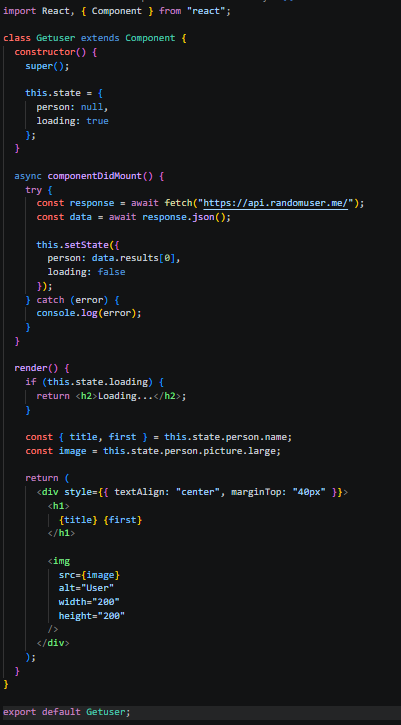 import React, { Component } from "react";

class Getuser extends Component {
  constructor() {
    super();

    this.state = {
      person: null,
      loading: true
    };
  }

  async componentDidMount() {
    try {
      const response = await fetch("https://api.randomuser.me/");
      const data = await response.json();

      this.setState({
        person: data.results[0],
        loading: false
      });
    } catch (error) {
      console.log(error);
    }
  }

  render() {
    if (this.state.loading) {
      return <h2>Loading...</h2>;
    }

    const { title, first } = this.state.person.name;
    const image = this.state.person.picture.large;

    return (
      <div style={{ textAlign: "center", marginTop: "40px" }}>
        <h1>
          {title} {first}
        </h1>

        <img
          src={image}
          alt="User"
          width="200"
          height="200"
        />
      </div>
    );
  }
}

export default Getuser;